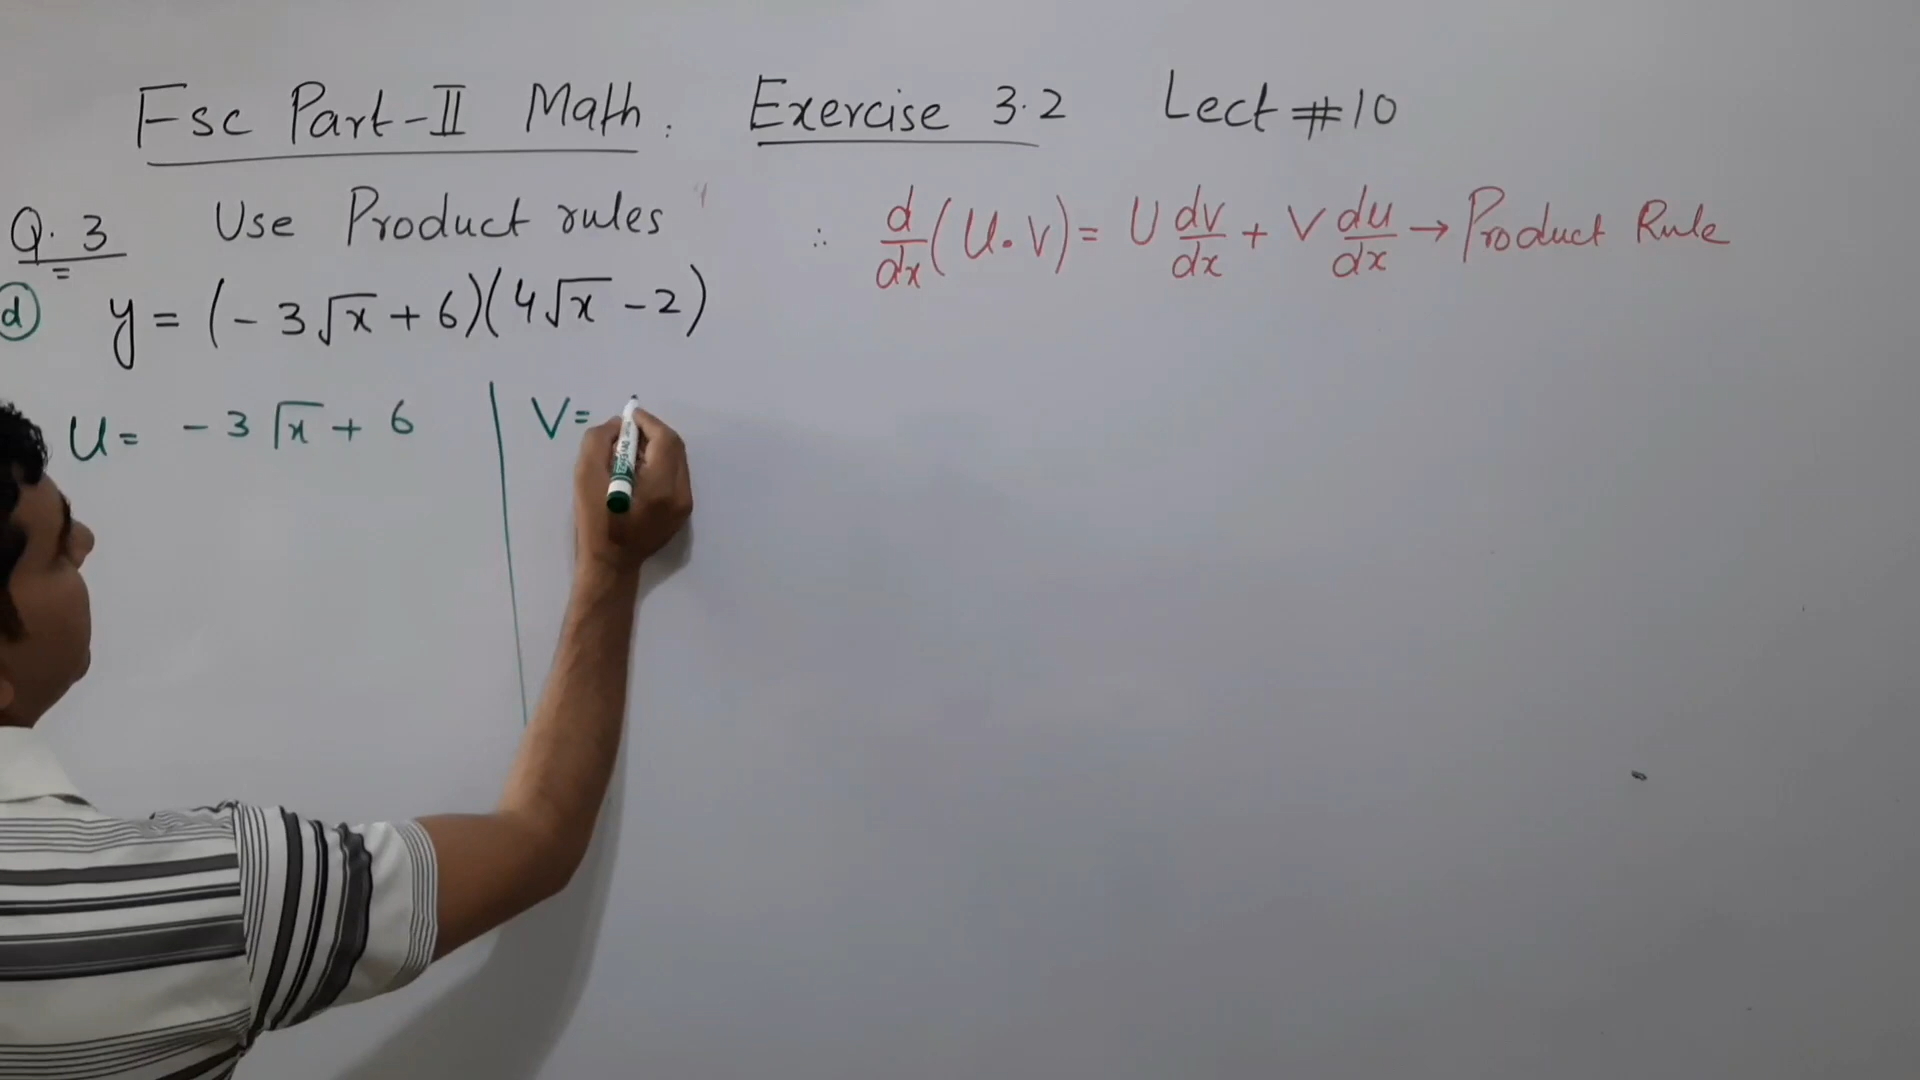 Fsc Part-II Math. Exercise 3.2 Lect #10
Q.3 Use Product rules ∴ d/dx (U.V) = U dv/dx + V du/dx → Product Rule
d y = (-3√x + 6)(4√x - 2)
U = -3√x + 6 V =